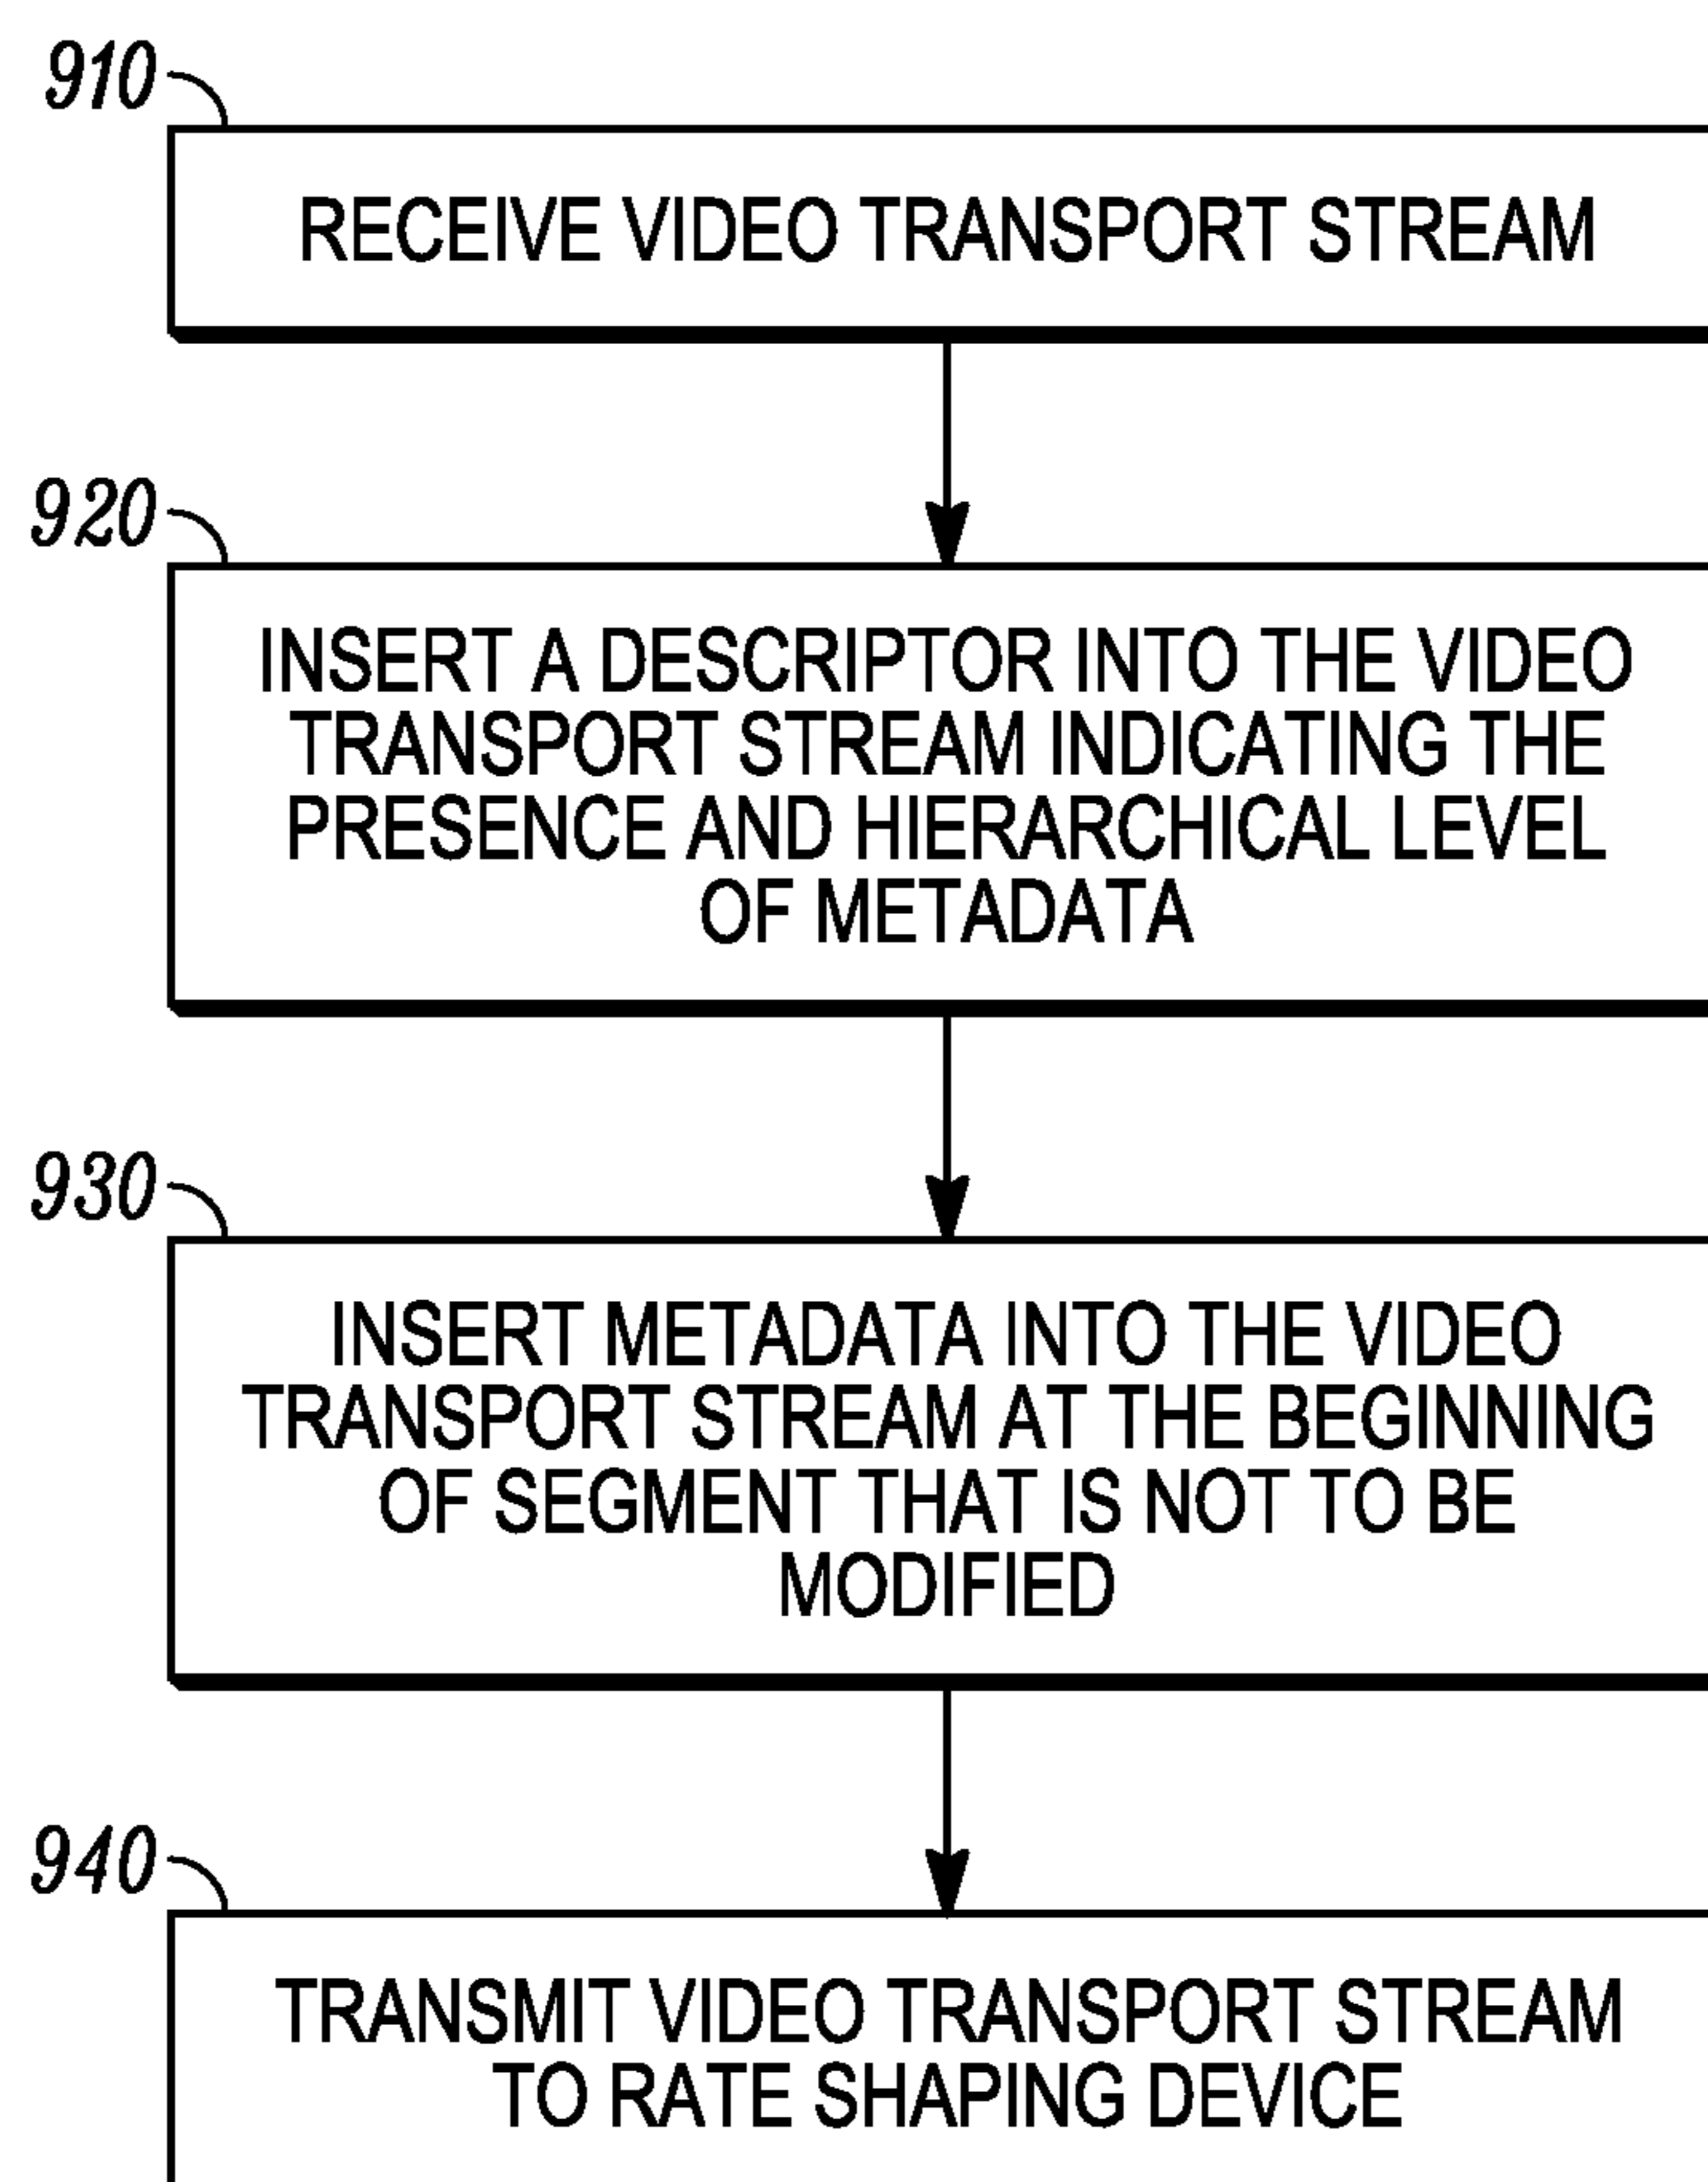 910
RECEIVE VIDEO TRANSPORT STREAM
920
INSERT A DESCRIPTOR INTO THE VIDEO
TRANSPORT STREAM INDICATING THE
PRESENCE AND HIERARCHICAL LEVEL
OF METADATA
930
INSERT METADATA INTO THE VIDEO
TRANSPORT STREAM AT THE BEGINNING
OF SEGMENT THAT IS NOT TO BE
MODIFIED
940
TRANSMIT VIDEO TRANSPORT STREAM
TO RATE SHAPING DEVICE